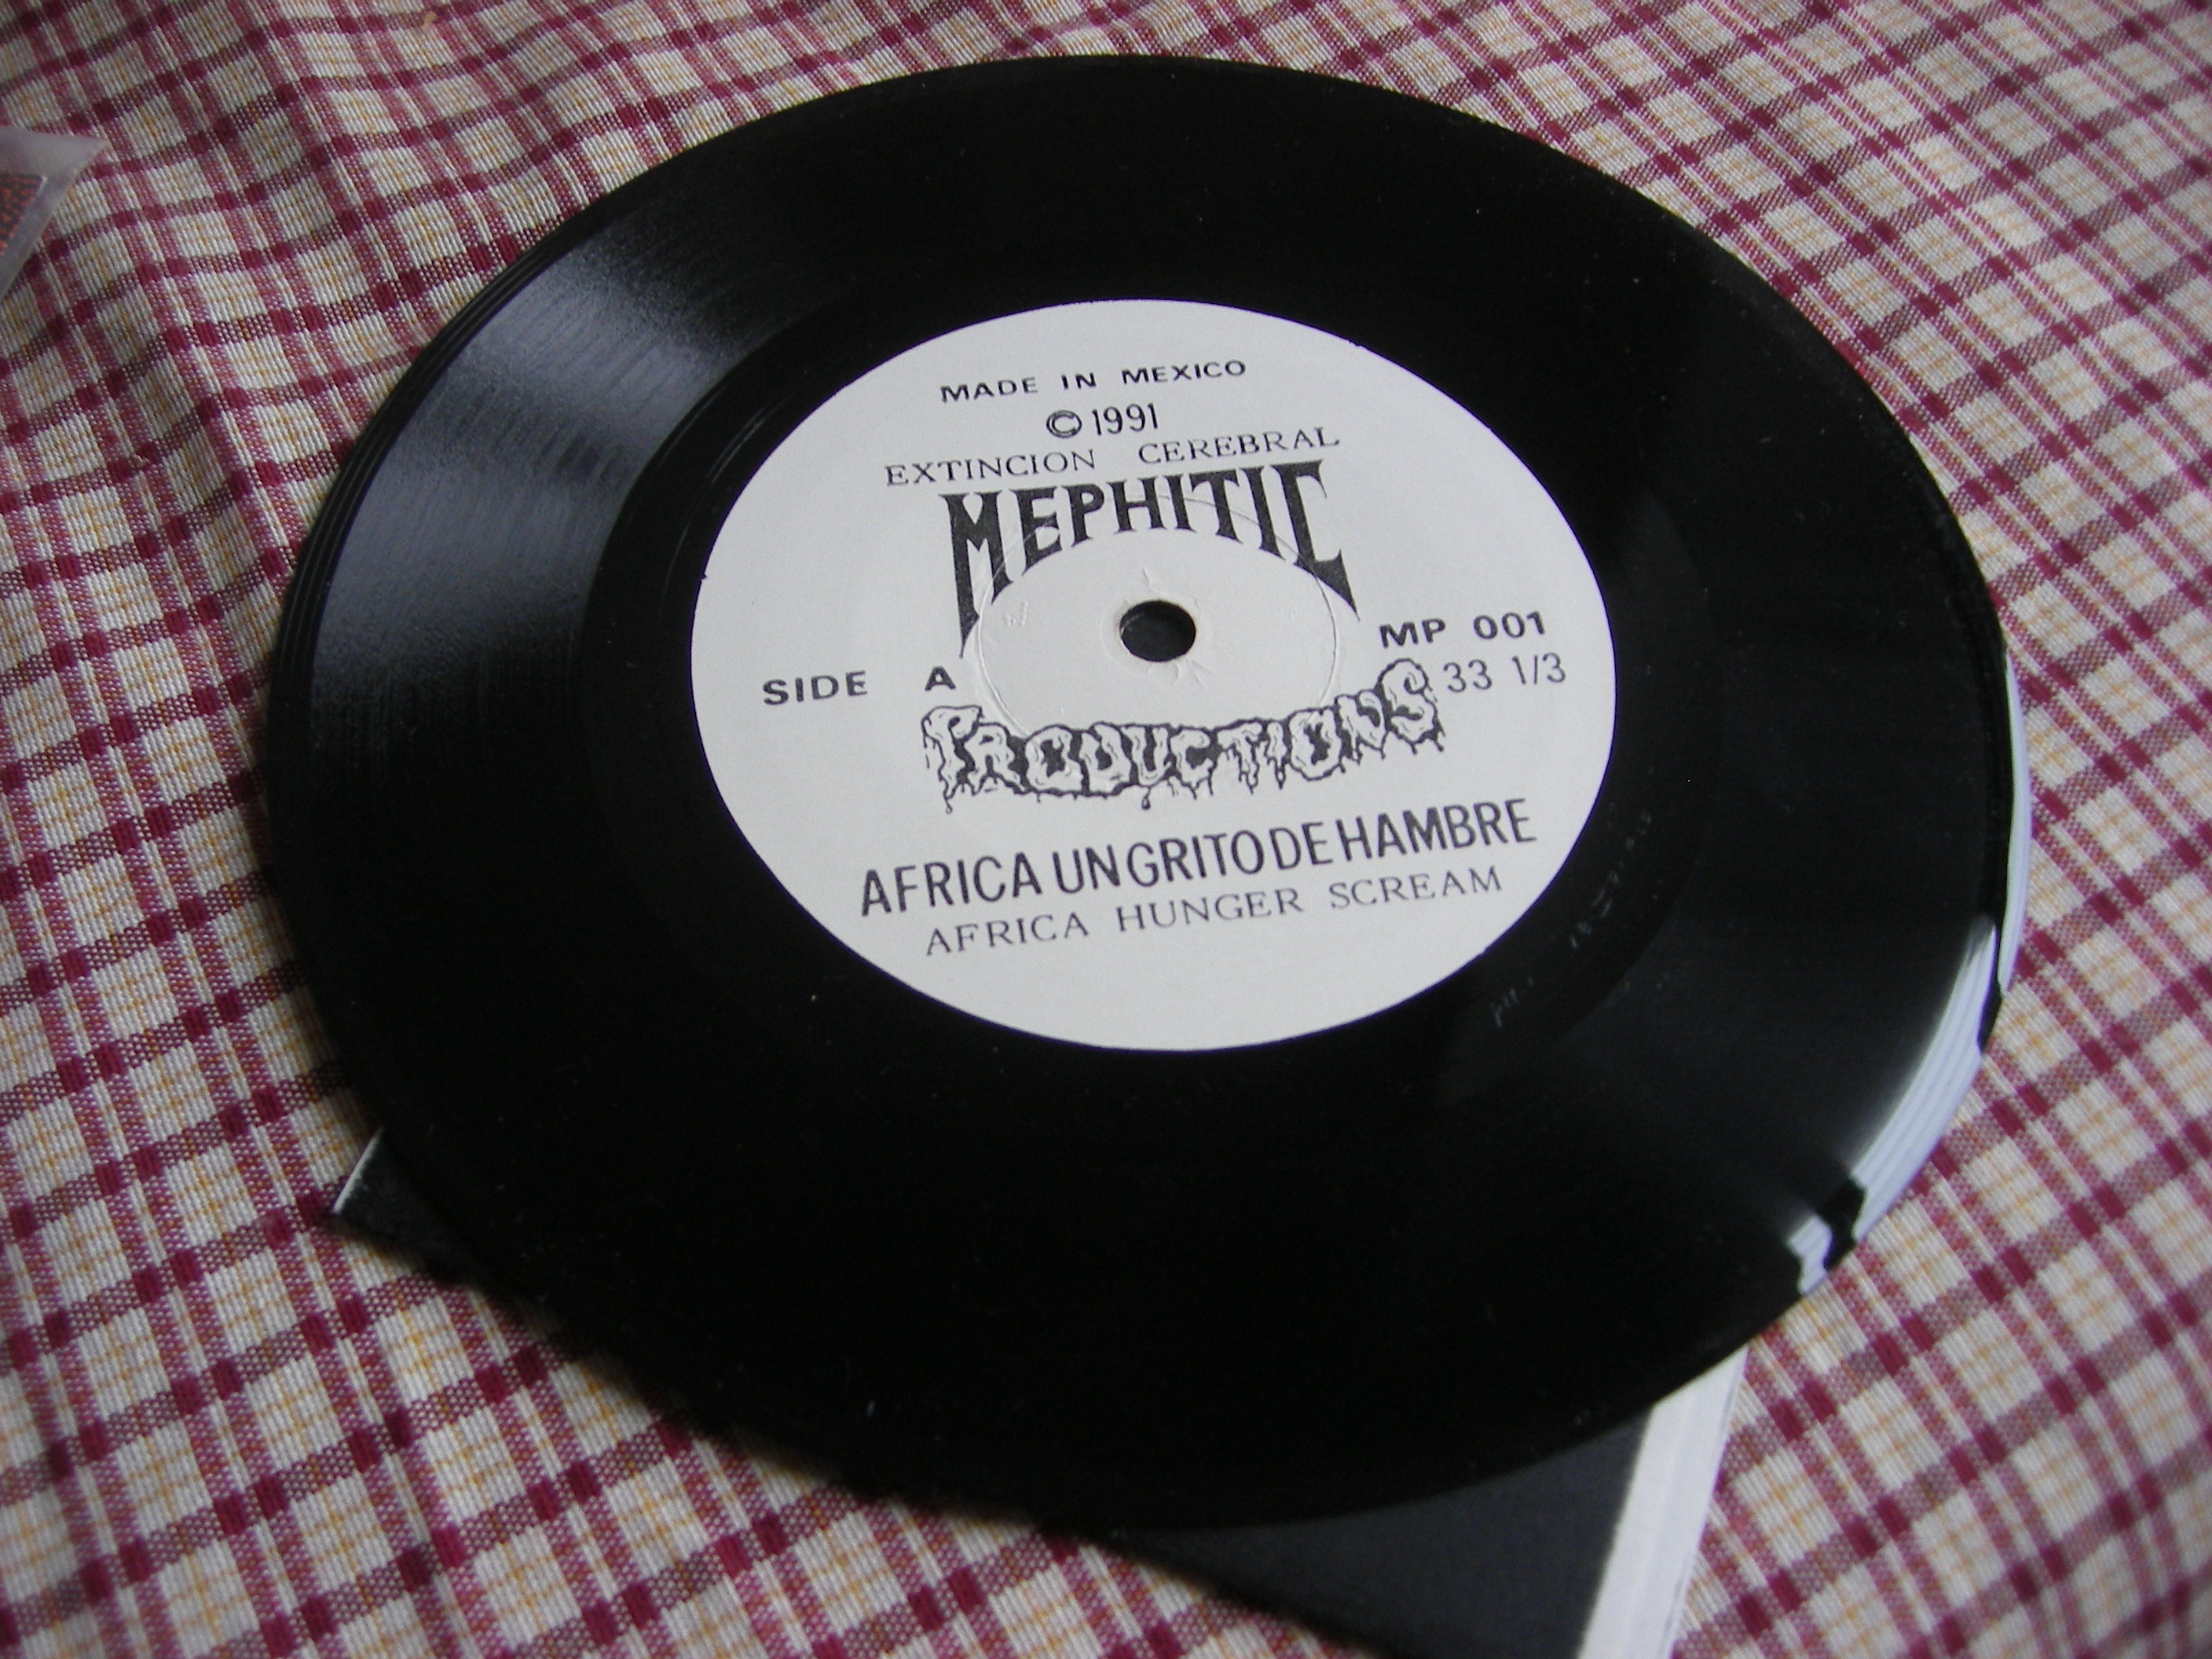 MADE IN MEXICO
©1991
EXTINCION CEREBRAL
MEPHITIC
MP 001
SIDE A
33 1/3
PRODUCTIONS
AFRICA UN GRITO DE HAMBRE
AFRICA HUNGER SCREAM